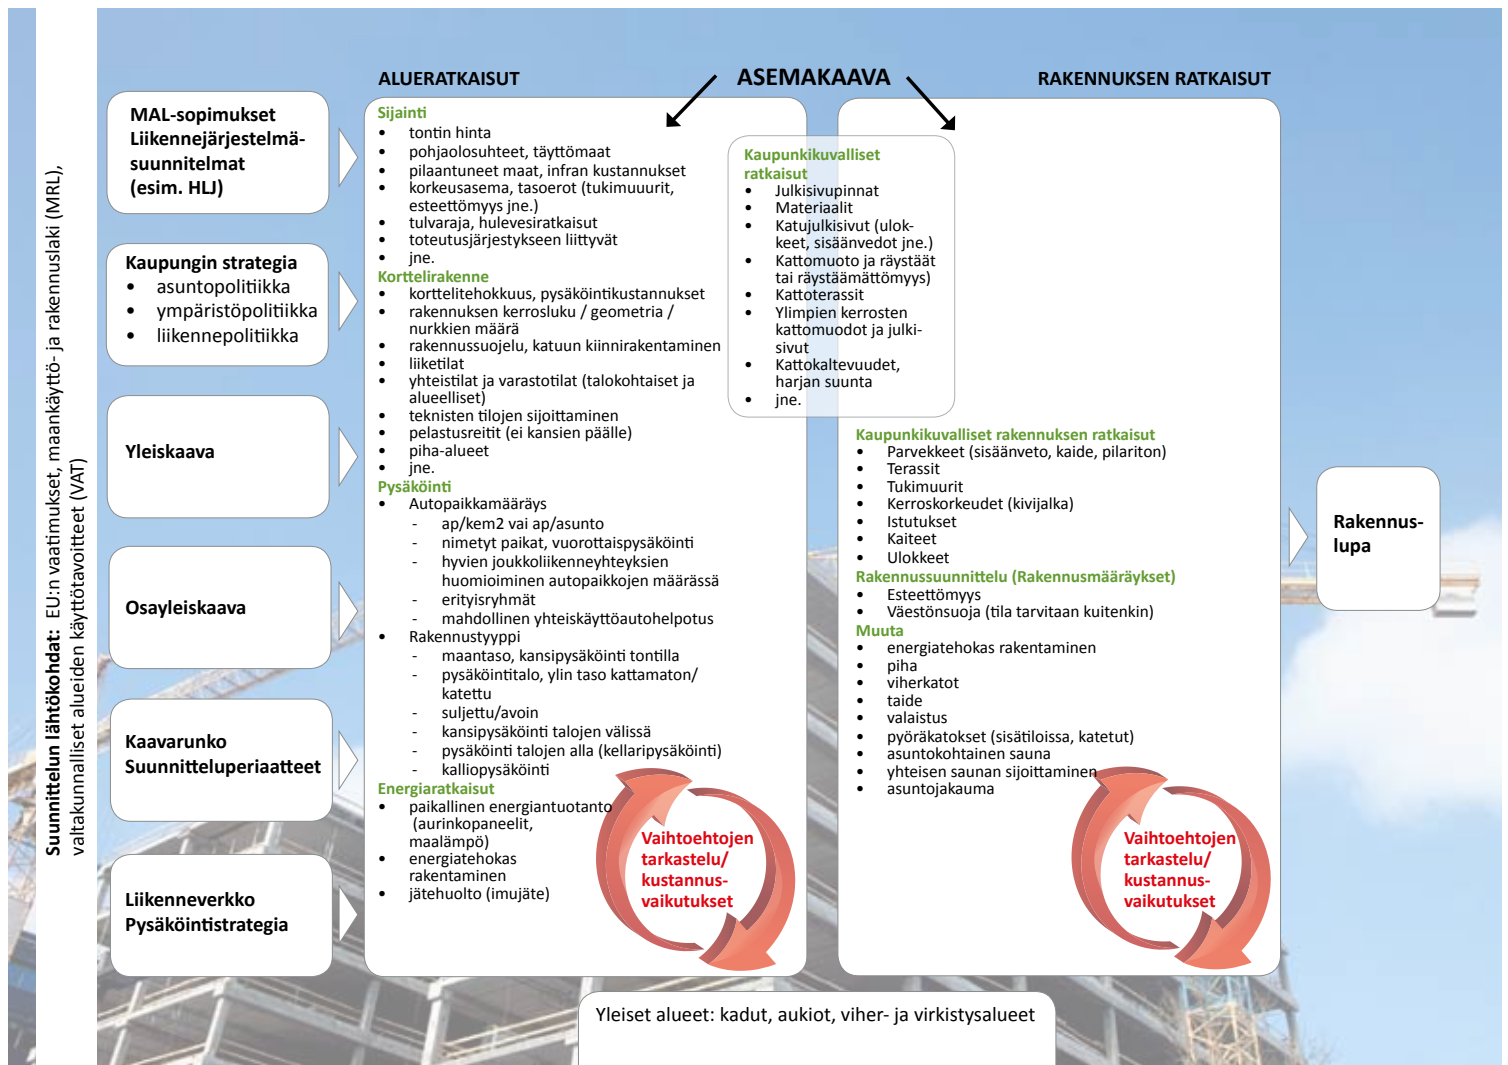 Suunnittelun lähtökohdat: EU:n vaatimukset, maankäyttö- ja rakennuslaki (MRL),
valtakunnalliset alueiden käyttötavoitteet (VAT)
MAL-sopimukset
Liikennejärjestelmä-
suunnitelmat
(esim. HLJ)
Kaupungin strategia
• asuntopolitiikka
• ympäristöpolitiikka
• liikennepolitiikka
Yleiskaava
Osayleiskaava
Kaavarunko
Suunnitteluperiaatteet
Liikenneverkko
Pysäköintistrategia
ASEMAKAAVA
ALUERATKAISUT
Sijainti
• tontin hinta
• pohjaolosuhteet, täyttömaat
• pilaantuneet maat, infran kustannukset
• korkeusasema, tasoerot (tukimuuurit,
esteettömyys jne.)
• tulvaraja, hulevesiratkaisut
• toteutusjärjestykseen liittyvät
• jne.
Korttelirakenne
• korttelitehokkuus, pysäköintikustannukset
• rakennuksen kerrosluku / geometria /
nurkkien määrä
• rakennussuojelu, katuun kiinnirakentaminen
• liiketilat
• yhteistilat ja varastotilat (talokohtaiset ja
alueelliset)
• teknisten tilojen sijoittaminen
• pelastusreitit (ei kansien päälle)
• piha-alueet
• jne.
Pysäköinti
• Autopaikkamääräys
- ap/kem2 vai ap/asunto
- nimetyt paikat, vuorottaispysäköinti
- hyvien joukkoliikenneyhteyksien
huomioiminen autopaikkojen määrässä
- erityisryhmät
- mahdollinen yhteiskäyttöautohelpotus
• Rakennustyyppi
- maantaso, kansipysäköinti tontilla
- pysäköintitalo, ylin taso kattamaton/
katettu
- suljettu/avoin
- kansipysäköinti talojen välissä
- pysäköinti talojen alla (kellaripysäköinti)
- kalliopysäköinti
Energiaratkaisut
• paikallinen energiantuotanto
(aurinkopaneelit,
maalämpö)
• energiatehokas
rakentaminen
• jätehuolto (imujäte)
Vaihtoehtojen
tarkastelu/
kustannus-
vaikutukset
Kaupunkikuvalliset
ratkaisut
• Julkisivupinnat
• Materiaalit
• Katujulkisivut (ulok-
keet, sisäänvedot jne.)
• Kattomuoto ja räystäät
tai räystäämättömyys)
• Kattoterassit
• Ylimpien kerrosten
kattomuodot ja julki-
sivut
• Kattokaltevuudet,
harjan suunta
• jne.
RAKENNUKSEN RATKAISUT
Kaupunkikuvalliset rakennuksen ratkaisut
• Parvekkeet (sisäänveto, kaide, pilariton)
• Terassit
• Tukimuurit
• Kerroskorkeudet (kivijalka)
• Istutukset
• Kaiteet
• Ulokkeet
Rakennussuunnittelu (Rakennusmääräykset)
• Esteettömyys
• Väestönsuoja (tila tarvitaan kuitenkin)
Muuta
• energiatehokas rakentaminen
• piha
• viherkatot
• taide
• valaistus
• pyöräkatokset (sisätiloissa, katetut)
• asuntokohtainen sauna
• yhteisen saunan sijoittaminen
• asuntojakauma
Vaihtoehtojen
tarkastelu/
kustannus-
vaikutukset
Rakennus-
lupa
Yleiset alueet: kadut, aukiot, viher- ja virkistysalueet